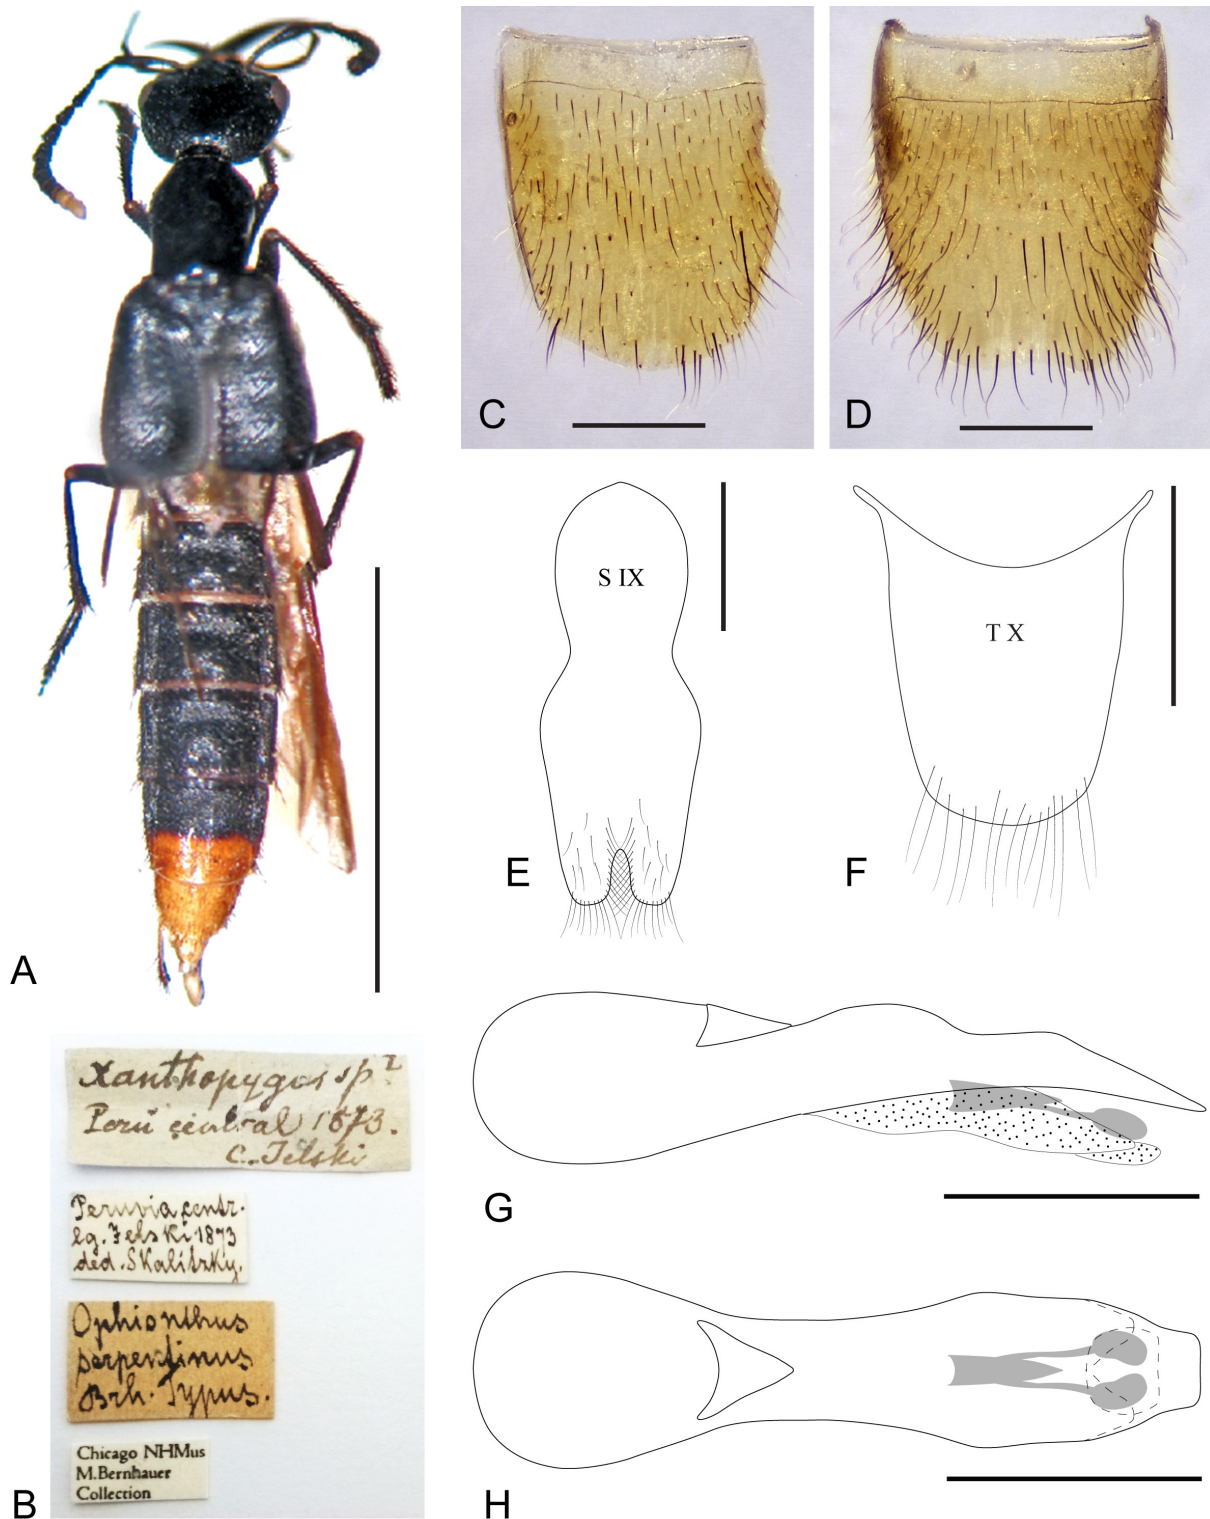 A
C
D
S IX
T X
E
F
G
H
B
Xanthopygus sp?
Perú central 1873.
C. Jelski
Peruvia centr.
lg. Jelski 1873
ded. Skalitzky.
Ophionthus
serpentinus
Brh. Typus.
Chicago NHMus
M.Bernhauer
Collection